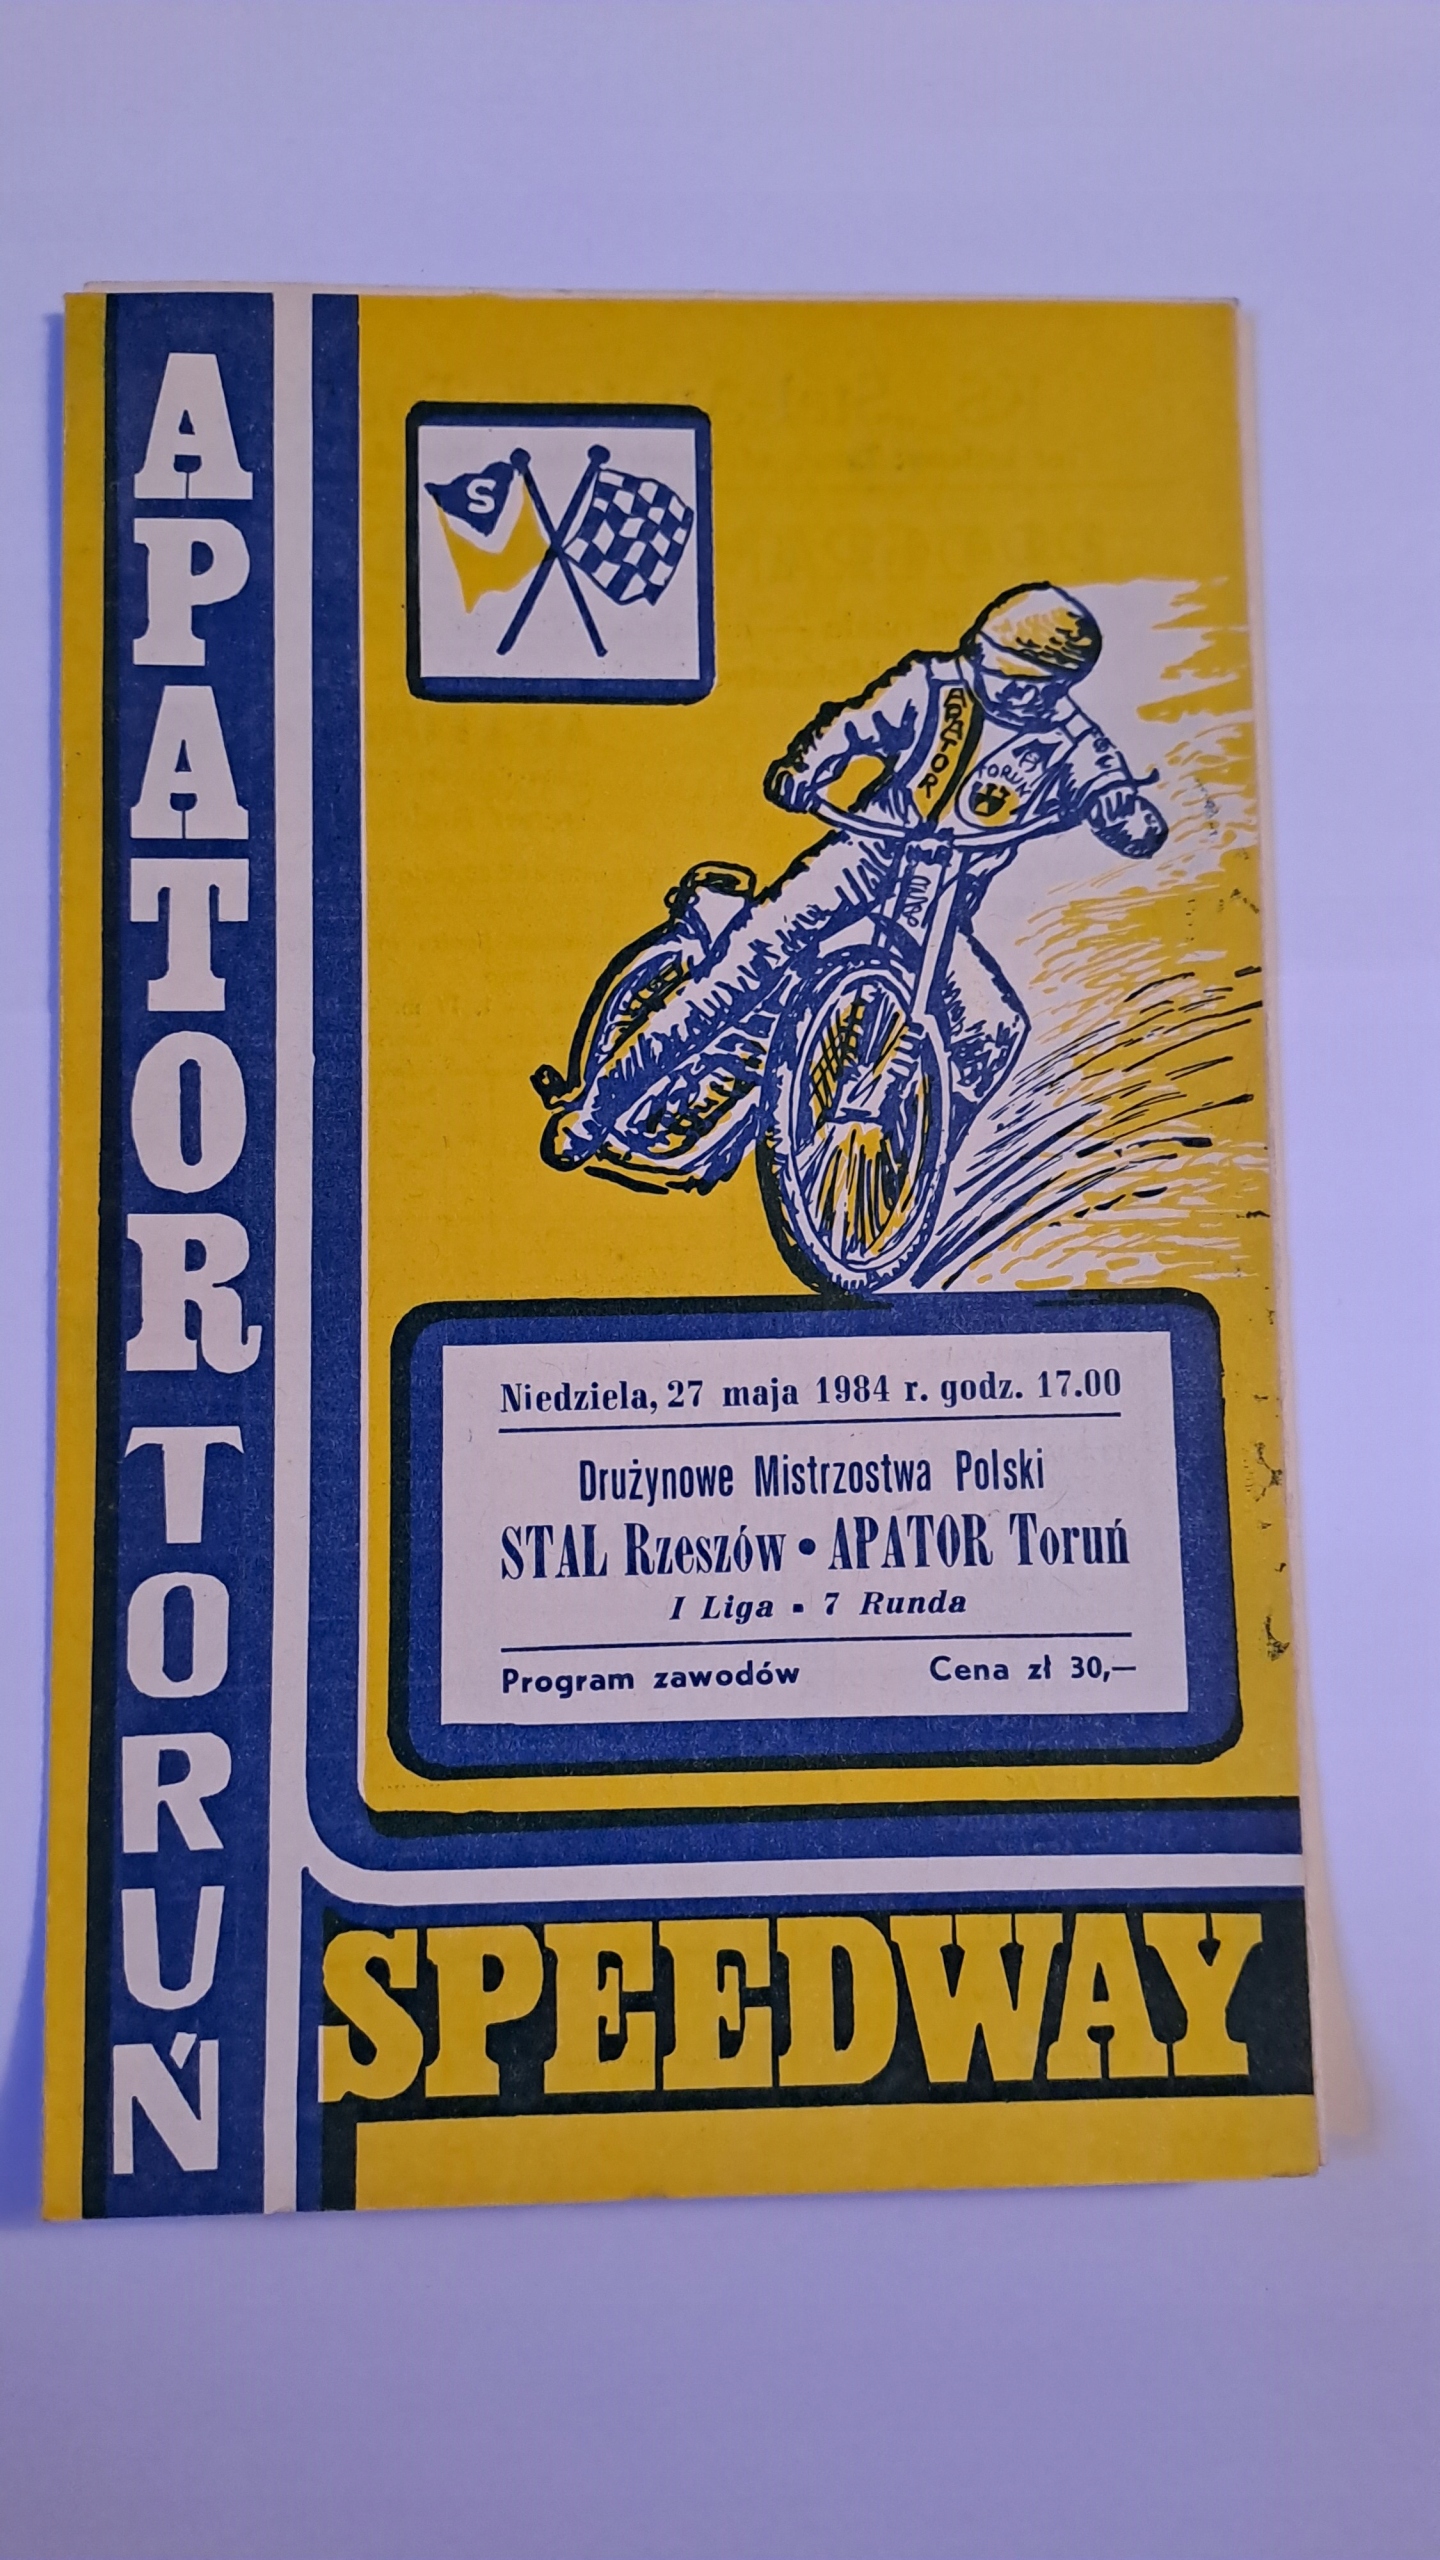 APATOR TORUŃ
S
APATOR
TORUN
Niedziela, 27 maja 1984 r. godz. 17.00
Drużynowe Mistrzostwa Polski
STAL Rzeszów • APATOR Toruń
I Liga ▪ 7 Runda
Program zawodów Cena zł 30,—
SPEEDWAY